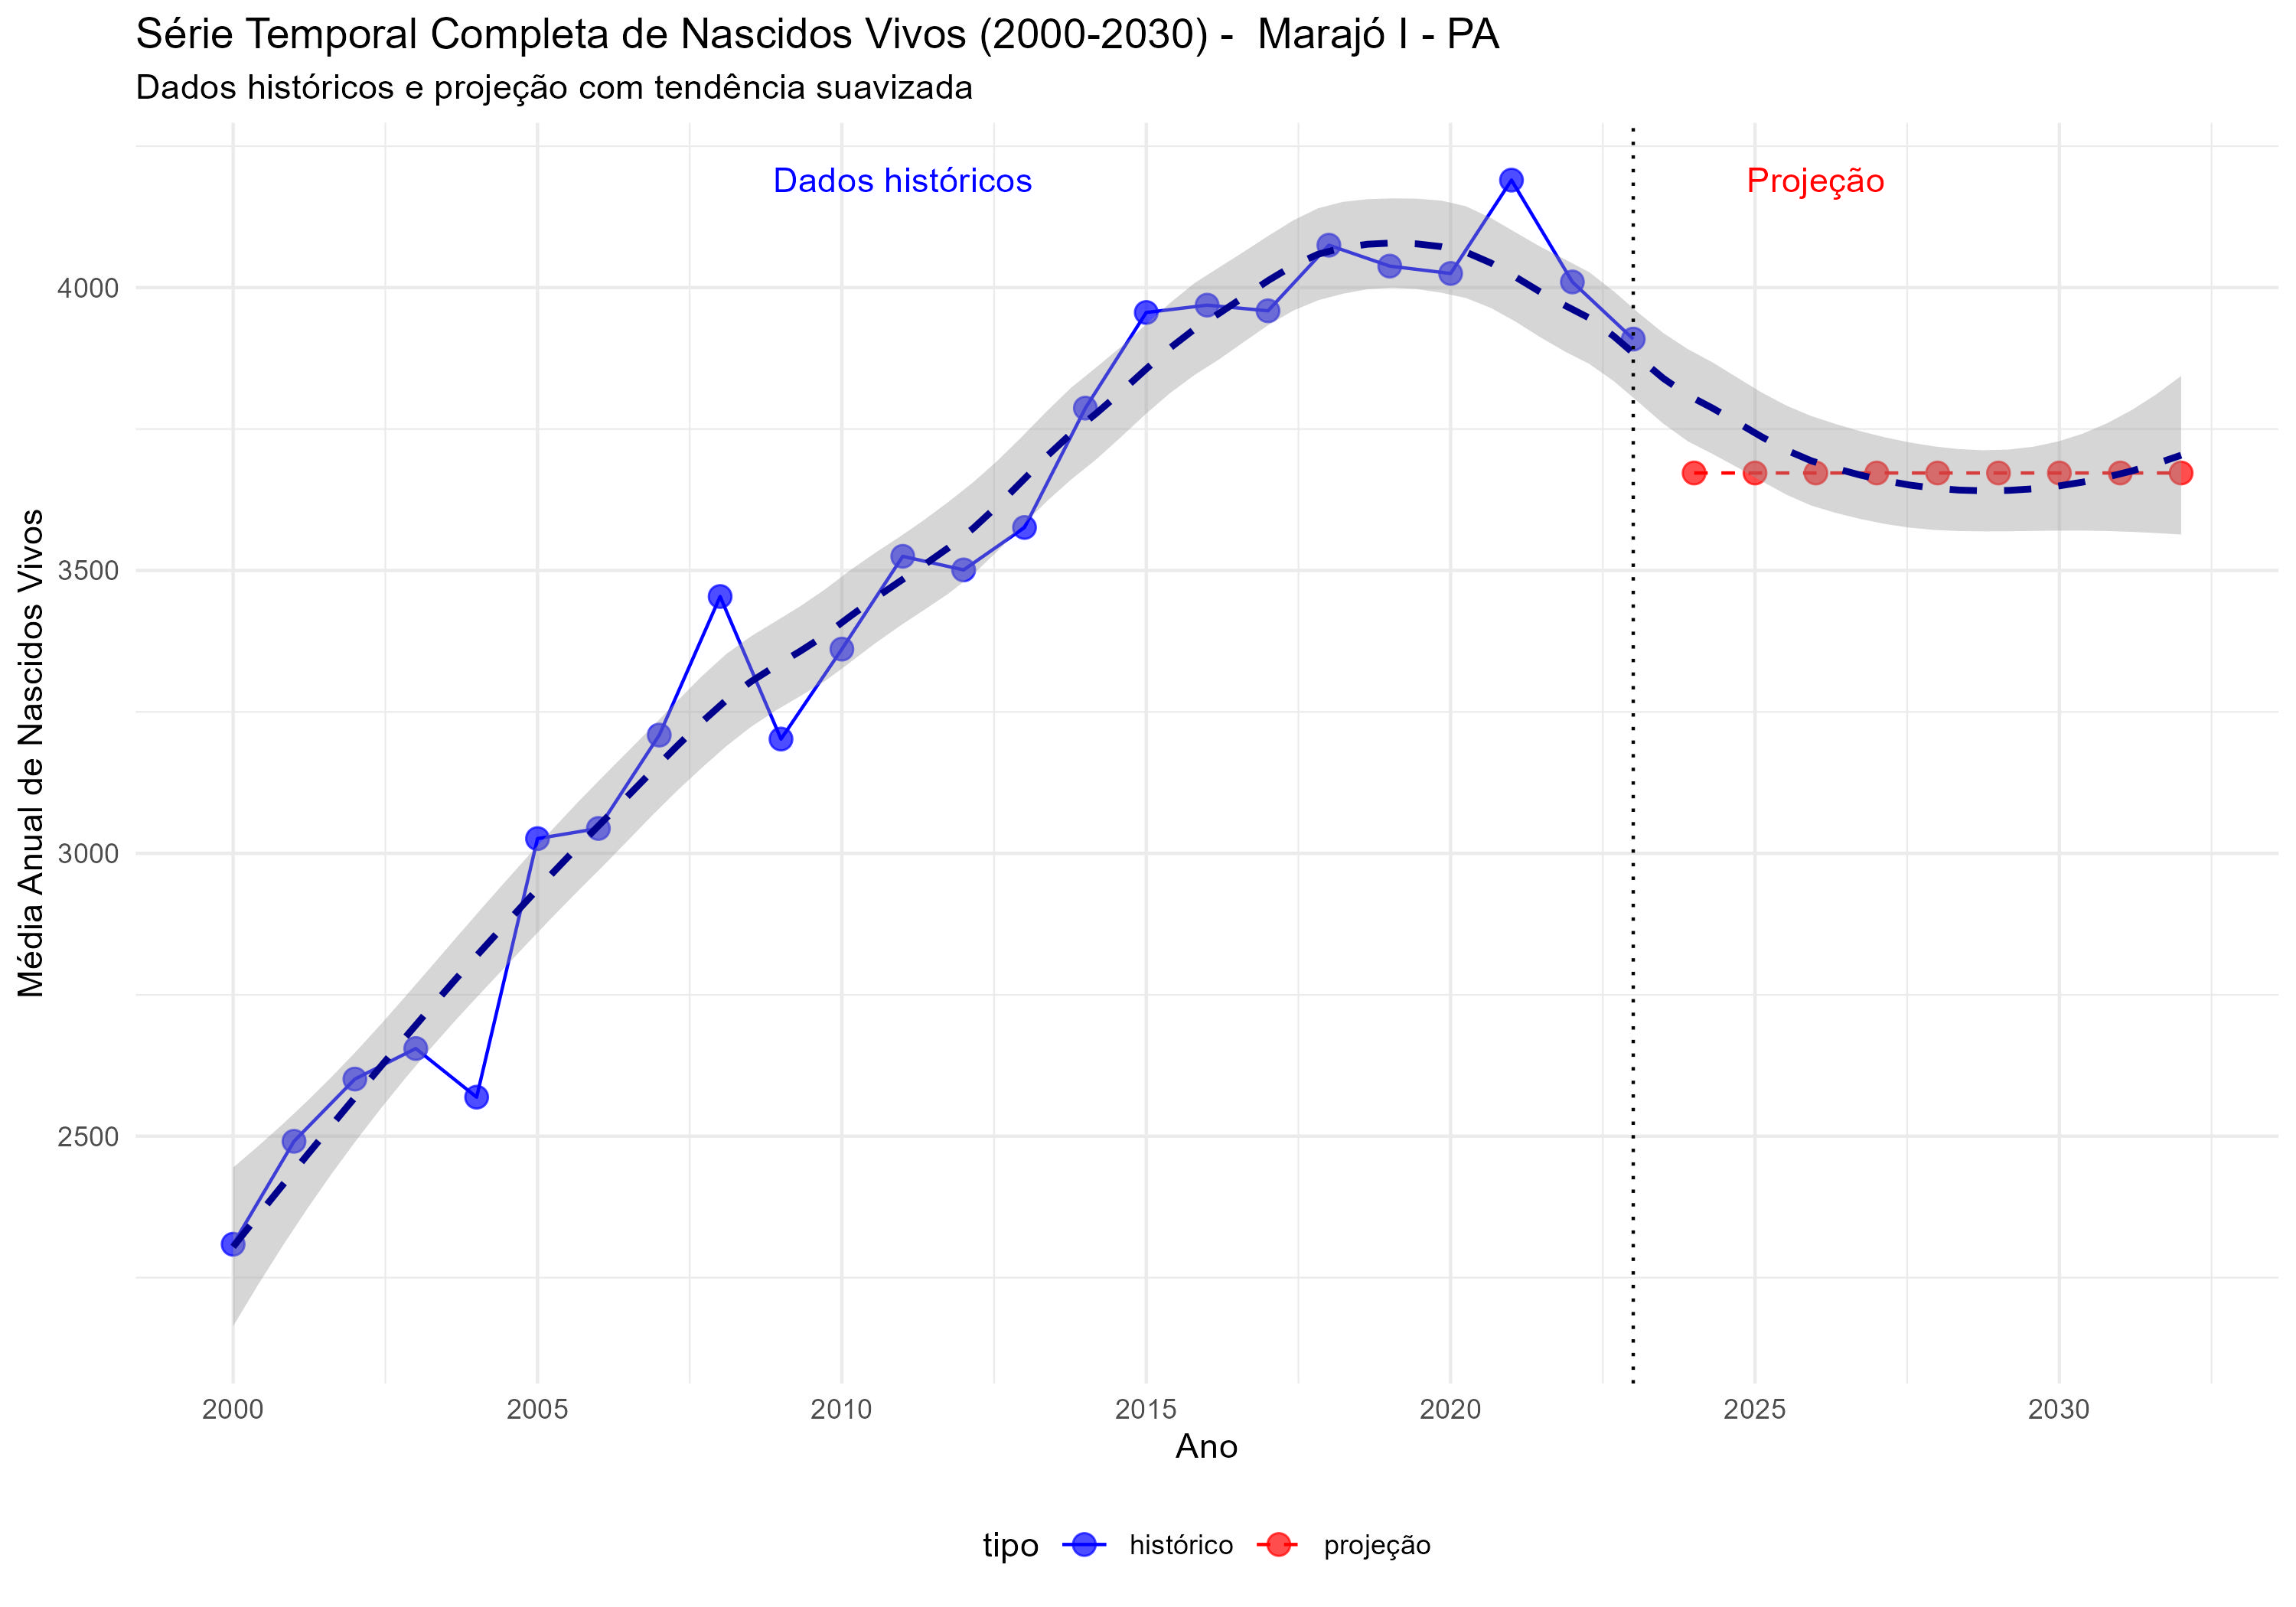 Série Temporal Completa de Nascidos Vivos (2000-2030) -  Marajó I - PA
Dados históricos e projeção com tendência suavizada
Dados históricos
Projeção
Média Anual de Nascidos Vivos
4000
3500
3000
2500
2000
2005
2010
2015
2020
2025
2030
Ano
tipo
histórico
projeção